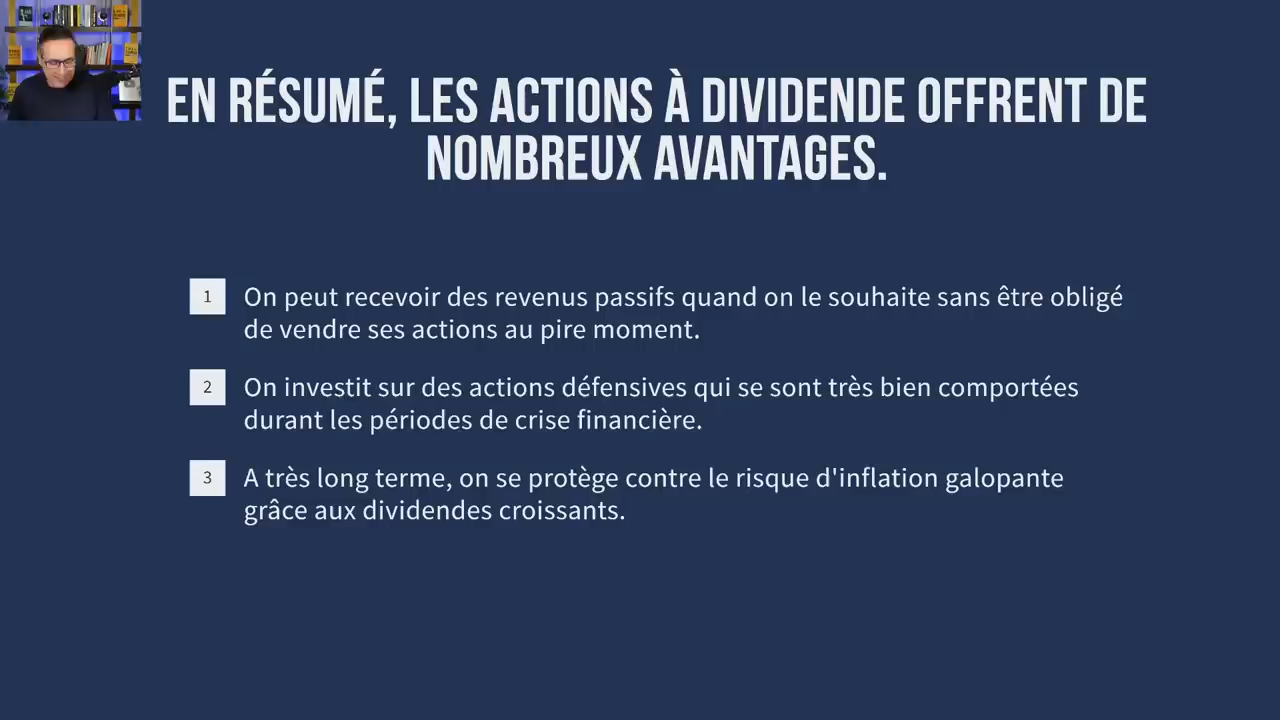 EN RÉSUMÉ, LES ACTIONS À DIVIDENDE OFFRENT DE
NOMBREUX AVANTAGES.
1 On peut recevoir des revenus passifs quand on le souhaite sans être obligé
de vendre ses actions au pire moment.
2 On investit sur des actions défensives qui se sont très bien comportées
durant les périodes de crise financière.
3 A très long terme, on se protège contre le risque d'inflation galopante
grâce aux dividendes croissants.